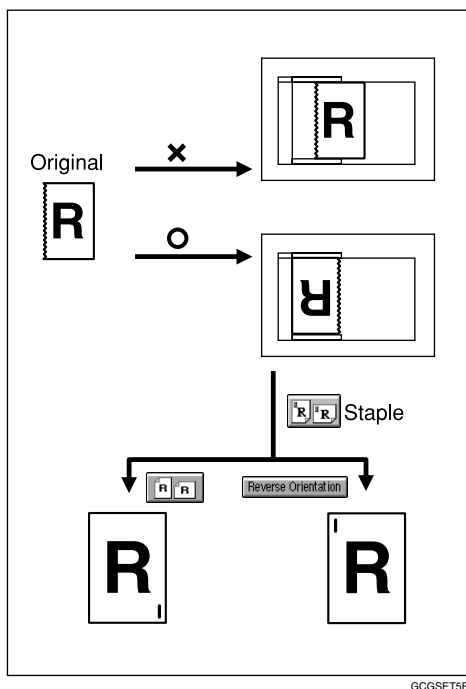 R
Original
×
R
R
R
R R Staple
R R Reverse Orientation
R R
GCGSET5E